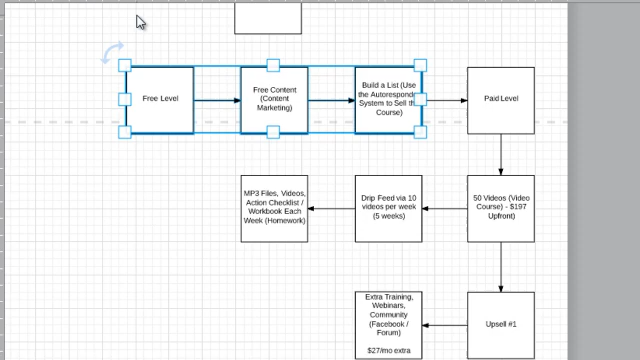 Free Level
Free Content
(Content
Marketing)
Build a List (Use
the Autoresponder
System to Sell the
Course)
Paid Level
MP3 Files, Videos,
Action Checklist /
Workbook Each
Week (Homework)
Drip Feed via 10
videos per week
(5 weeks)
50 Videos (Video
Course) - $197
Upfront)
Extra Training,
Webinars,
Community
(Facebook /
Forum)
$27/mo extra
Upsell #1